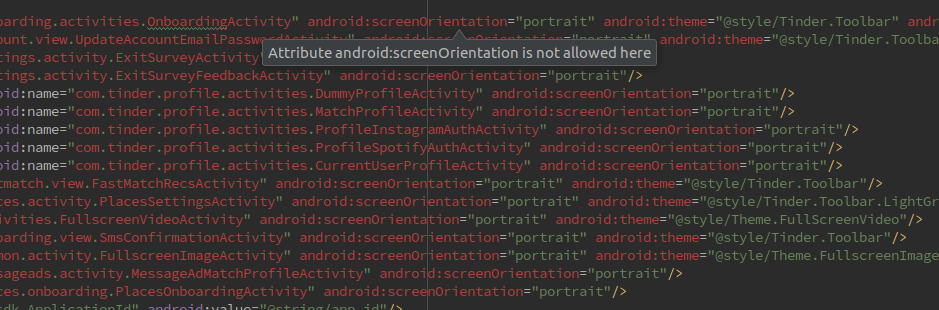 oarding.activities.OnboardingActivity" android:screenOrientation="portrait" android:theme="@style/Tinder.Toolbar" and
ount.view.UpdateAccountEmailPasswordActivity" android:screenOrientation="portrait" android:theme="@style/Tinder.Toolba
Attribute android:screenOrientation is not allowed here
tings.activity.ExitSurveyActivity
tings.activity.ExitSurveyFeedbackActivity" android:screenOrientation="portrait"/>
oid:name="com.tinder.profile.activities.DummyProfileActivity" android:screenOrientation="portrait"/>
oid:name="com.tinder.profile.activities.MatchProfileActivity" android:screenOrientation="portrait"/>
oid:name="com.tinder.profile.activities.ProfileInstagramAuthActivity" android:screenOrientation="portrait"/>
oid:name="com.tinder.profile.activities.ProfileSpotifyAuthActivity" android:screenOrientation="portrait"/>
oid:name="com.tinder.profile.activities.CurrentUserProfileActivity" android:screenOrientation="portrait"/>
tmatch.view.FastMatchRecsActivity" android:screenOrientation="portrait" android:theme="@style/Tinder.Toolbar"/>
ces.activity.PlacesSettingsActivity" android:screenOrientation="portrait" android:theme="@style/Tinder.Toolbar.LightGr
ivities.FullscreenVideoActivity" android:screenOrientation="portrait" android:theme="@style/Theme.FullScreenVideo"/>
oarding.view.SmsConfirmationActivity" android:screenOrientation="portrait" android:theme="@style/Tinder.Toolbar"/>
mon.activity.FullscreenImageActivity" android:screenOrientation="portrait" android:theme="@style/Theme.FullscreenImage
sageads.activity.MessageAdMatchProfileActivity" android:screenOrientation="portrait"/>
ces.onboarding.PlacesOnboardingActivity" android:screenOrientation="portrait"/>
sdk.ApplicationId" android:value="@string/app_id"/>